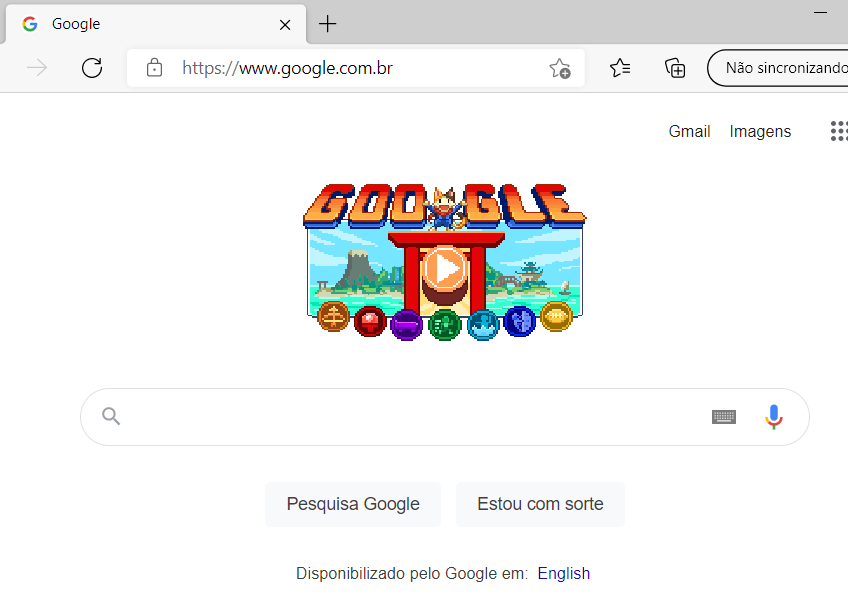 Google
https://www.google.com.br
Não sincronizando
Gmail Imagens
GOOGLE
Pesquisa Google Estou com sorte
Disponibilizado pelo Google em: English